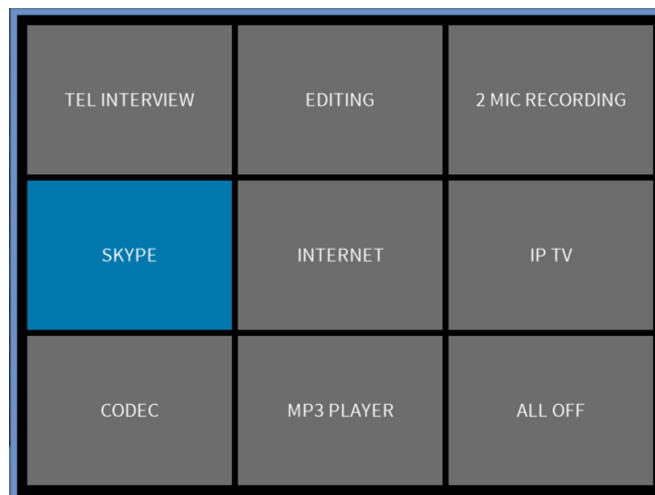 TEL INTERVIEW
EDITING
2 MIC RECORDING
SKYPE
INTERNET
IP TV
CODEC
MP3 PLAYER
ALL OFF